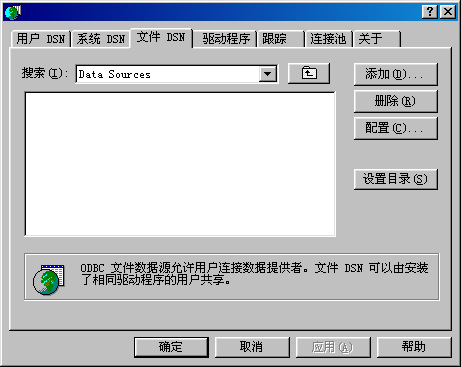 用户 DSN 系统 DSN 文件 DSN 驱动程序 跟踪 连接池 关于
搜索(I): Data Sources 添加(D)...
删除(R)
配置(C)...
设置目录(S)
ODBC 文件数据源允许用户连接数据提供者。文件 DSN 可以由安装
了相同驱动程序的用户共享。
确定 取消 应用(A) 帮助